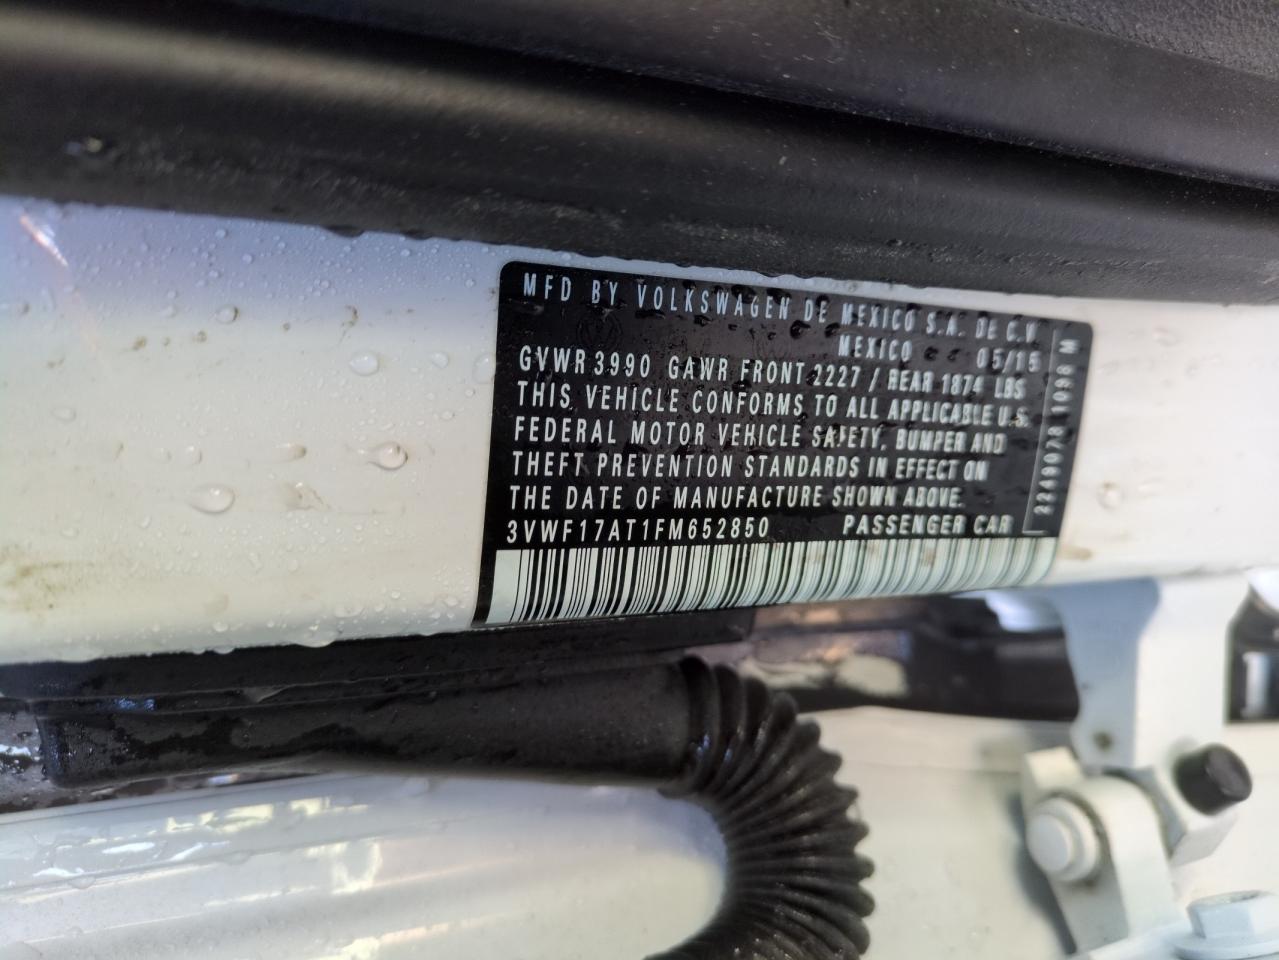 MFD BY VOLKSWAGEN DE MEXICO S.A. DE C.V.
MEXICO 05/15
GVWR 3990 GAWR FRONT 2227 / REAR 1874 LBS
THIS VEHICLE CONFORMS TO ALL APPLICABLE U.S.
FEDERAL MOTOR VEHICLE SAFETY, BUMPER AND
THEFT PREVENTION STANDARDS IN EFFECT ON
THE DATE OF MANUFACTURE SHOWN ABOVE.
3VWF17AT1FM652850 PASSENGER CAR
2249078 1098 M